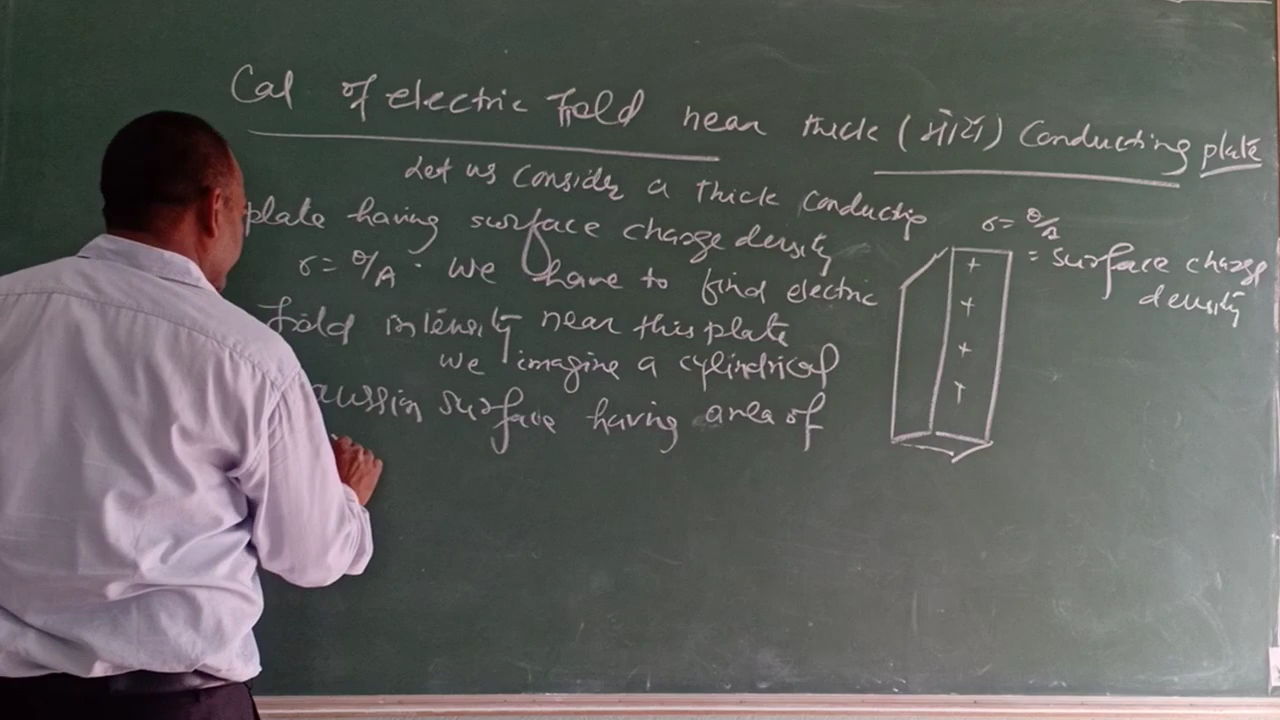 Cal of electric field near thick (मोटी) Conducting plate
Let us consider a thick conducting
plate having surface charge density
σ = Q/A . We have to find electric
field intensity near this plate
We imagine a cylindrical
aussian surface having area of
σ = Q/A
= surface charge
density
+
+
+
+